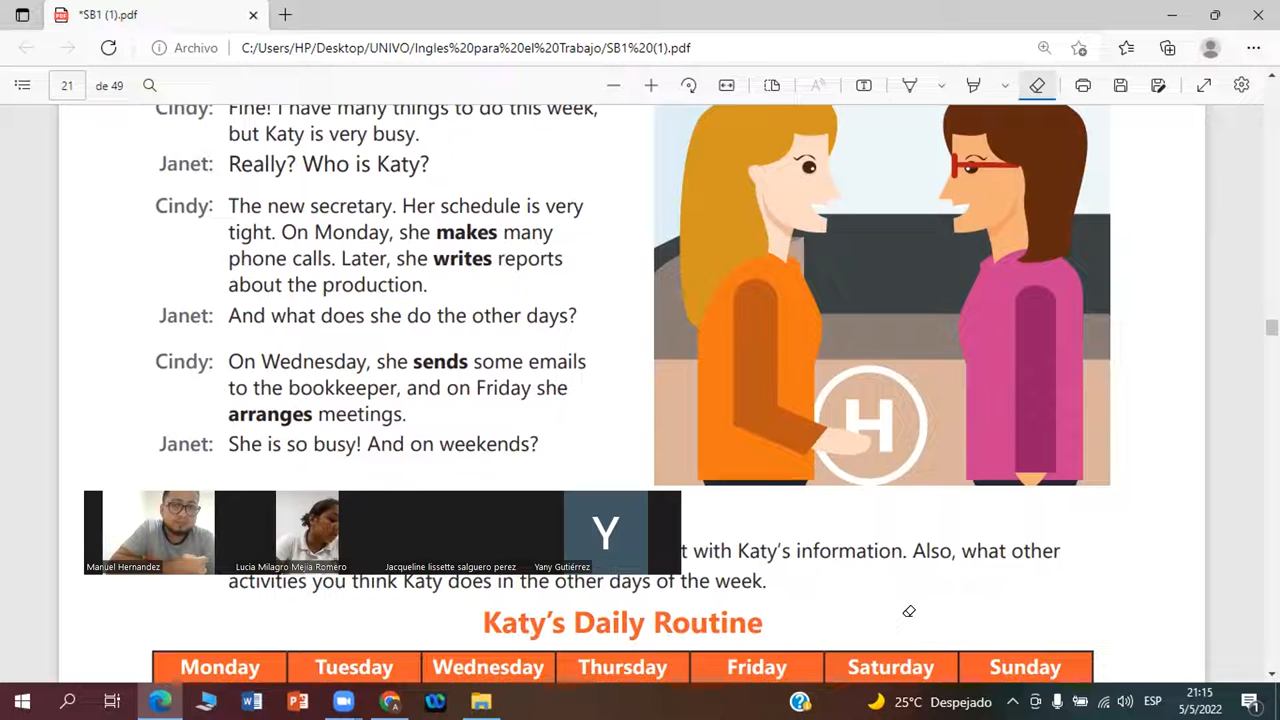 *SB1 (1).pdf
Archivo
C:/Users/HP/Desktop/UNIVO/Ingles%20para%20el%20Trabajo/SB1%20(1).pdf
21 de 49
Cindy: Fine! I have many things to do this week,
but Katy is very busy.
Janet: Really? Who is Katy?
Cindy: The new secretary. Her schedule is very
tight. On Monday, she makes many
phone calls. Later, she writes reports
about the production.
Janet: And what does she do the other days?
Cindy: On Wednesday, she sends some emails
to the bookkeeper, and on Friday she
arranges meetings.
Janet: She is so busy! And on weekends?
H
Y
Manuel Hernandez
Lucia Milagro Mejia Romero
Jacqueline lissette salguero perez
Yany Gutiérrez
with Katy's information. Also, what other
activities you think Katy does in the other days of the week.
Katy's Daily Routine
Monday Tuesday Wednesday Thursday Friday Saturday Sunday
25°C Despejado
ESP
21:15
5/5/2022
1